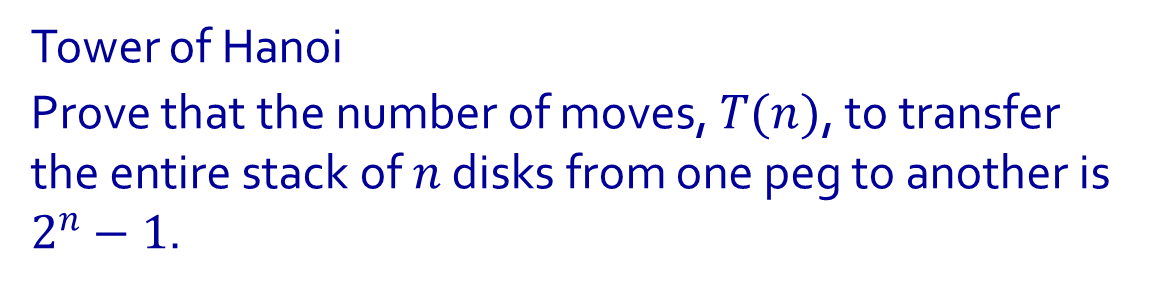 Tower of Hanoi
Prove that the number of moves, T(n), to transfer
the entire stack of n disks from one peg to another is
2ⁿ − 1.